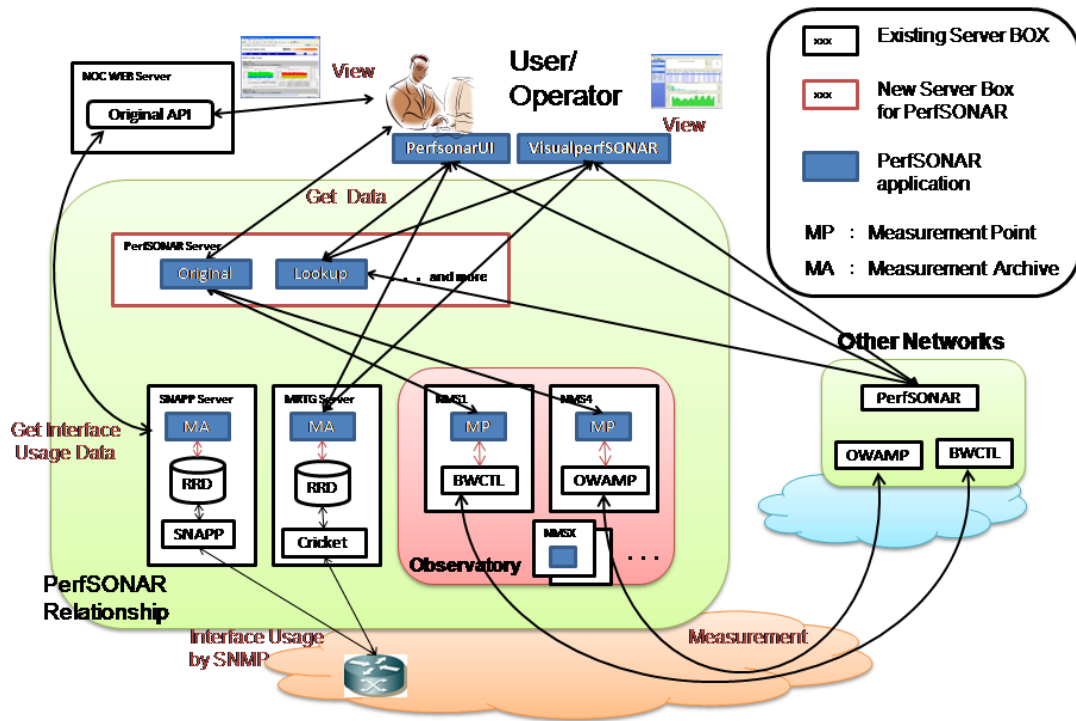 NOC WEB Server
Original API
View
User/
Operator
View
PerfsonarUI
VisualperfSONAR
xxx
Existing Server BOX
xxx
New Server Box
for PerfSONAR
PerfSONAR
application
MP : Measurement Point
MA : Measurement Archive
Get Data
PerfSONAR Server
Original
Lookup
. . . and more
Other Networks
PerfSONAR
OWAMP
BWCTL
Get Interface
Usage Data
SNAPP Server
MA
RRD
SNAPP
MRTG Server
MA
RRD
Cricket
NMS1
MP
BWCTL
NMS4
MP
OWAMP
NMSX
. . .
Observatory
PerfSONAR
Relationship
Interface Usage
by SNMP
Measurement